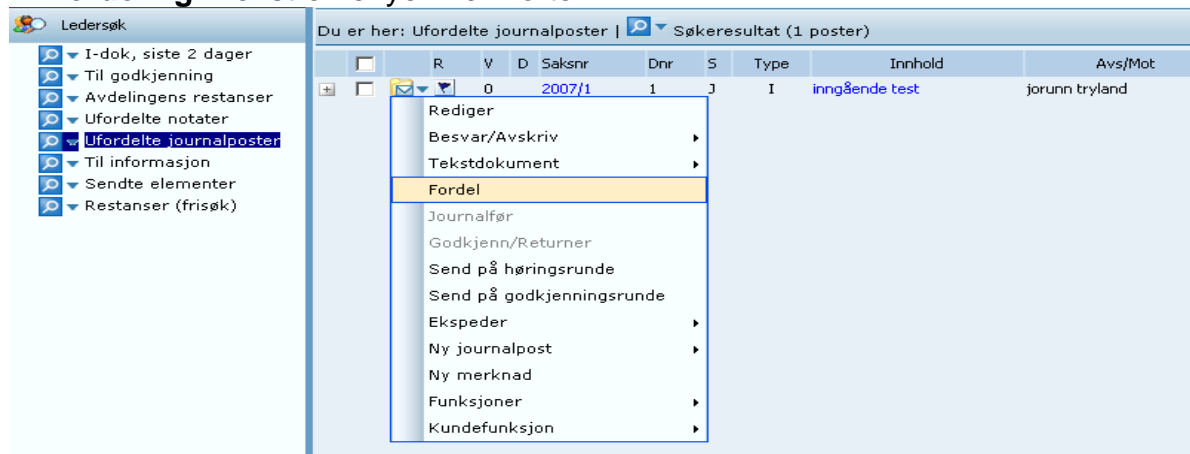 Ledersøk
I-dok, siste 2 dager
Til godkjenning
Avdelingens restanser
Ufordelte notater
Ufordelte journalposter
Til informasjon
Sendte elementer
Restanser (frisøk)
Du er her: Ufordelte journalposter | Søkeresultat (1 poster)
R V D Saksnr Dnr S Type Innhold Avs/Mot
0 2007/1 1 J I inngående test jorunn tryland
Rediger
Besvar/Avskriv
Tekstdokument
Fordel
Journalfør
Godkjenn/Returner
Send på høringsrunde
Send på godkjenningsrunde
Ekspeder
Ny journalpost
Ny merknad
Funksjoner
Kundefunksjon